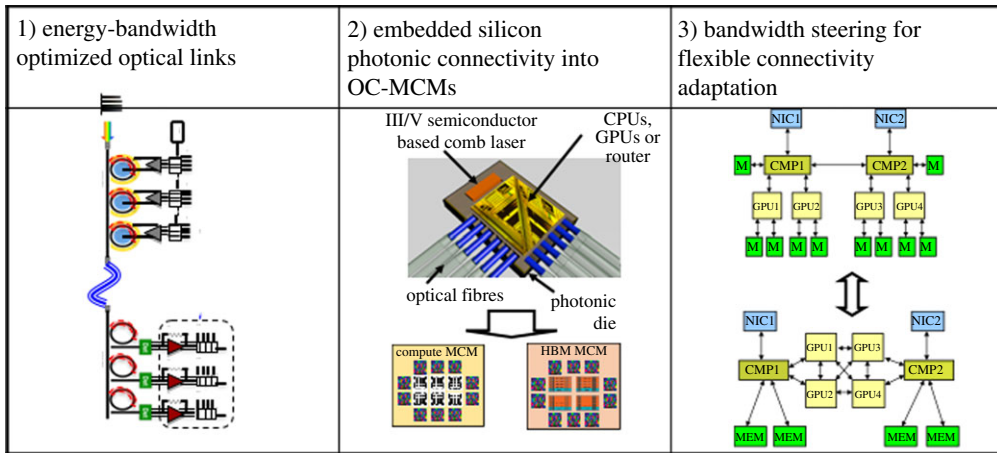 1) energy-bandwidth
optimized optical links
2) embedded silicon
photonic connectivity into
OC-MCMs
3) bandwidth steering for
flexible connectivity
adaptation
III/V semiconductor
based comb laser
CPUs,
GPUs or
router
optical fibres
photonic
die
compute MCM
HBM MCM
NIC1
NIC2
M
CMP1
CMP2
M
GPU1
GPU2
GPU3
GPU4
M
M
M
M
M
M
M
M
NIC1
NIC2
GPU1
GPU3
CMP1
CMP2
GPU2
GPU4
MEM
MEM
MEM
MEM